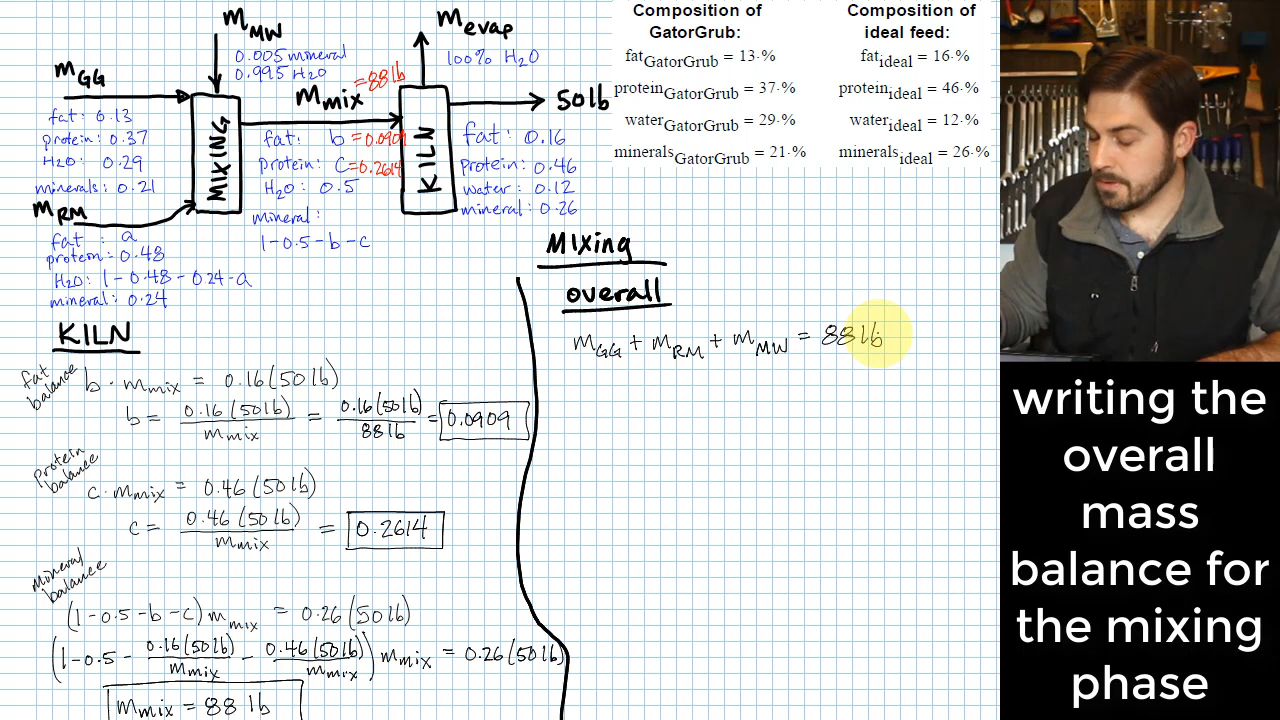 m_MW
0.005 mineral
0.995 H2O
m_GG
fat: 0.13
protein: 0.37
H2O: 0.29
minerals: 0.21
m_RM
fat: a
protein: 0.48
H2O: 1-0.48-0.24-a
mineral: 0.24
MIXING
m_mix = 88 lb
fat: b = 0.0909
protein: c = 0.2614
H2O: 0.5
mineral:
1-0.5-b-c
KILN
m_evap
100% H2O
50 lb
fat: 0.16
protein: 0.46
water: 0.12
mineral: 0.26
Composition of
GatorGrub:
fat_GatorGrub = 13·%
protein_GatorGrub = 37·%
water_GatorGrub = 29·%
minerals_GatorGrub = 21·%
Composition of
ideal feed:
fat_ideal = 16·%
protein_ideal = 46·%
water_ideal = 12·%
minerals_ideal = 26·%
KILN
fat
balance
b · m_mix = 0.16(50 lb)
b = 0.16(50 lb)/m_mix = 0.16(50 lb)/88 lb = 0.0909
Protein
balance
c · m_mix = 0.46(50 lb)
c = 0.46(50 lb)/m_mix = 0.2614
Mineral
balance
(1-0.5-b-c) m_mix = 0.26(50 lb)
(1-0.5 - 0.16(50 lb)/m_mix - 0.46(50 lb)/m_mix) m_mix = 0.26(50 lb)
m_mix = 88 lb
Mixing
overall
m_GG + m_RM + m_MW = 88 lb
writing the
overall
mass
balance for
the mixing
phase